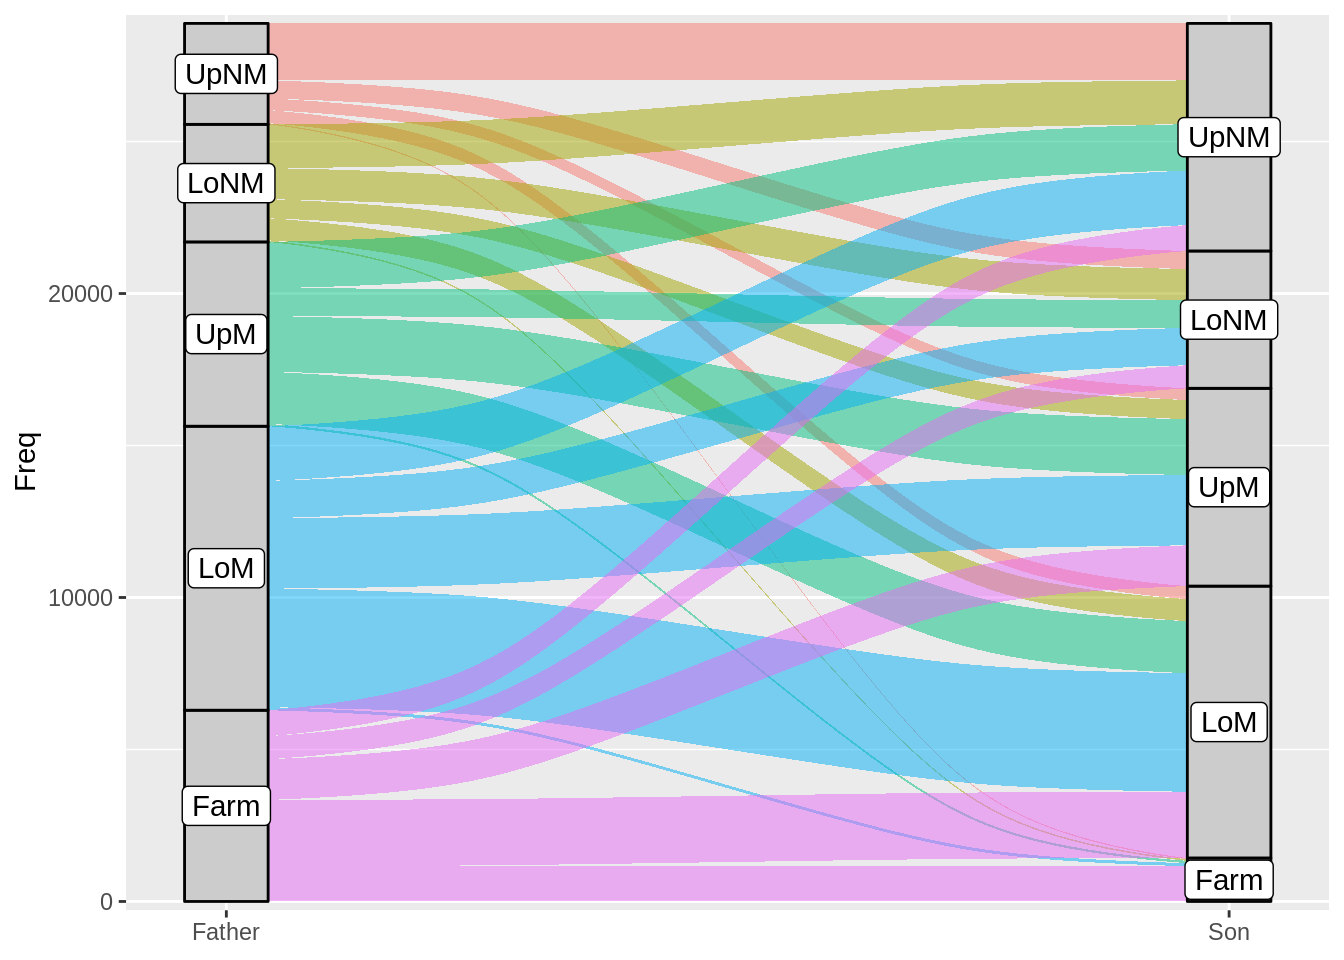 UpNM
LoNM
UpM
LoM
Farm
UpNM
LoNM
UpM
LoM
Farm
20000
10000
0
Freq
Father
Son